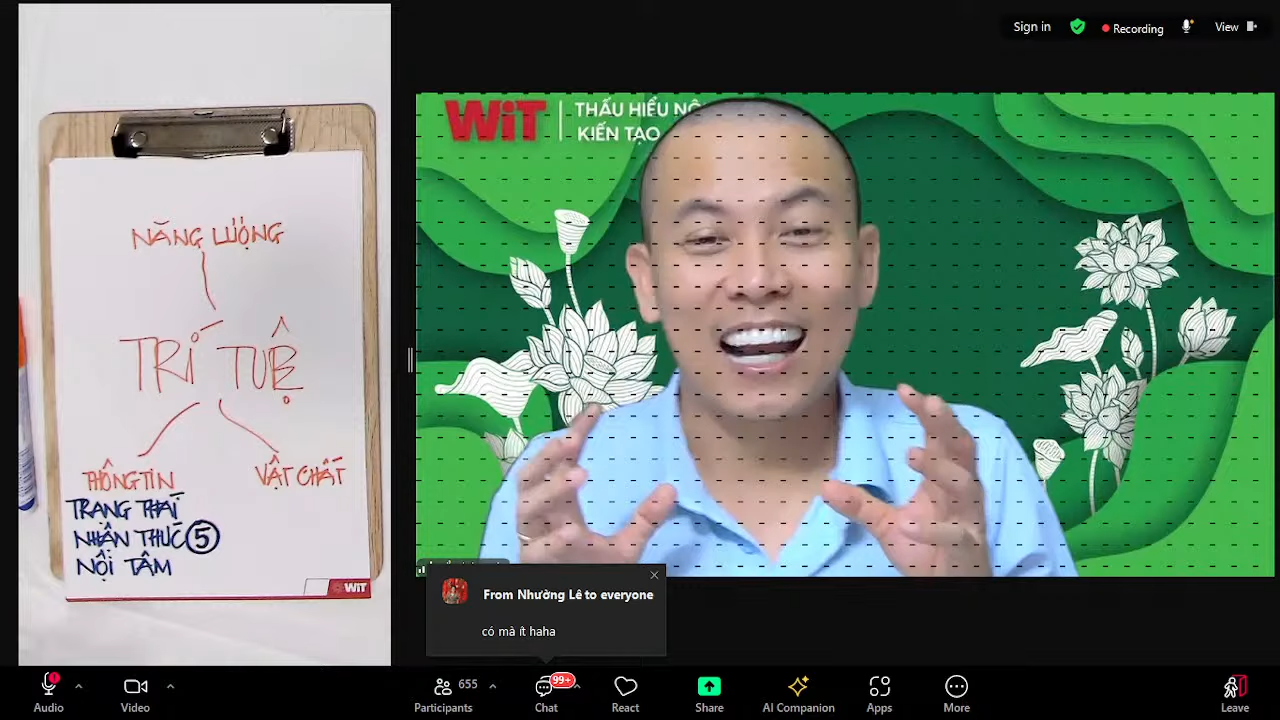 Sign in
Recording
View
NĂNG LƯỢNG
TRÍ TUỆ
THÔNG TIN
VẬT CHẤT
TRẠNG THÁI
NHẬN THỨC 5
NỘI TÂM
WiT
WiT
THẤU HIỂU NỘ
KIẾN TẠO
From Nhường Lê to everyone
có mà ít haha
Audio
Video
655
Participants
99+
Chat
React
Share
AI Companion
Apps
More
Leave